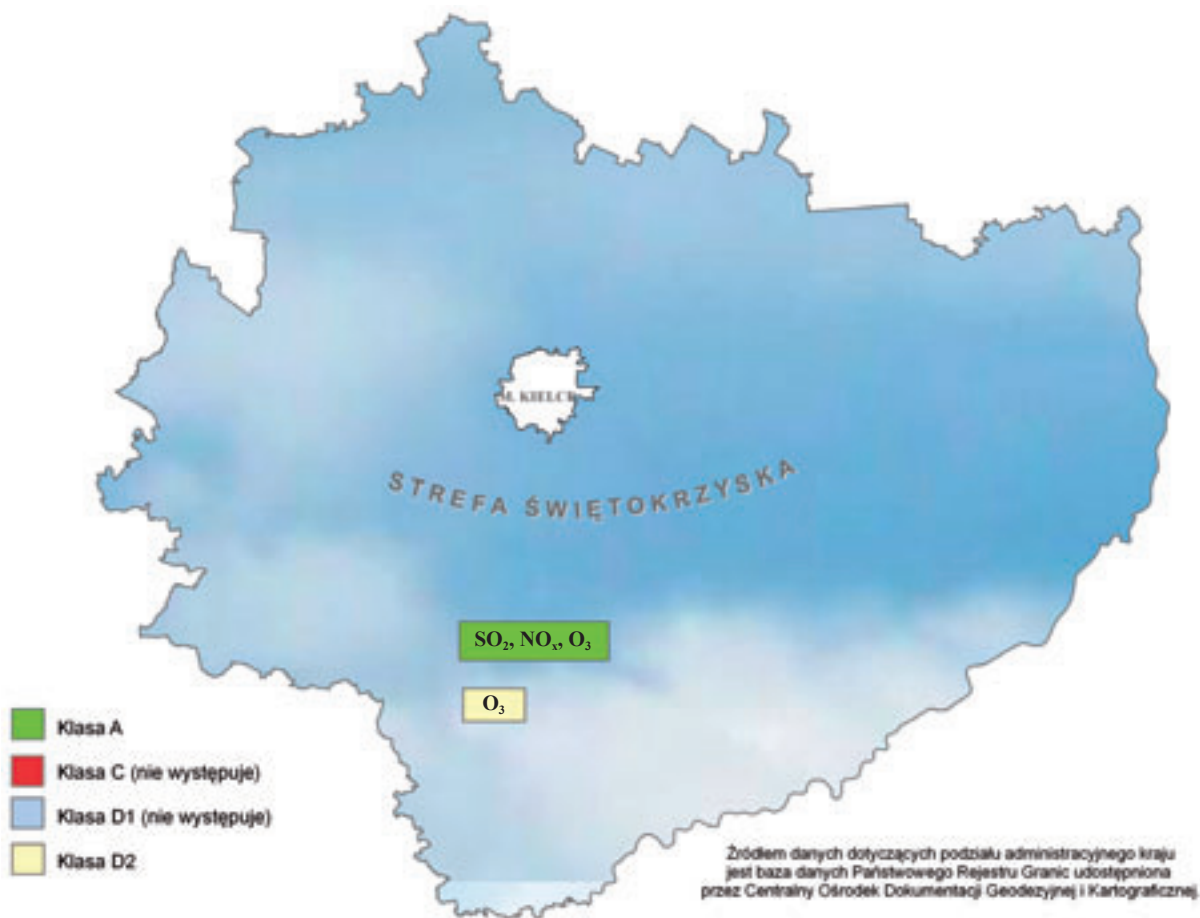 M. KIELCE
STREFA ŚWIĘTOKRZYSKA
SO₂, NOₓ, O₃
O₃
Klasa A
Klasa C (nie występuje)
Klasa D1 (nie występuje)
Klasa D2
Źródłem danych dotyczących podziału administracyjnego kraju
jest baza danych Państwowego Rejestru Granic udostępniona
przez Centralny Ośrodek Dokumentacji Geodezyjnej i Kartograficznej.